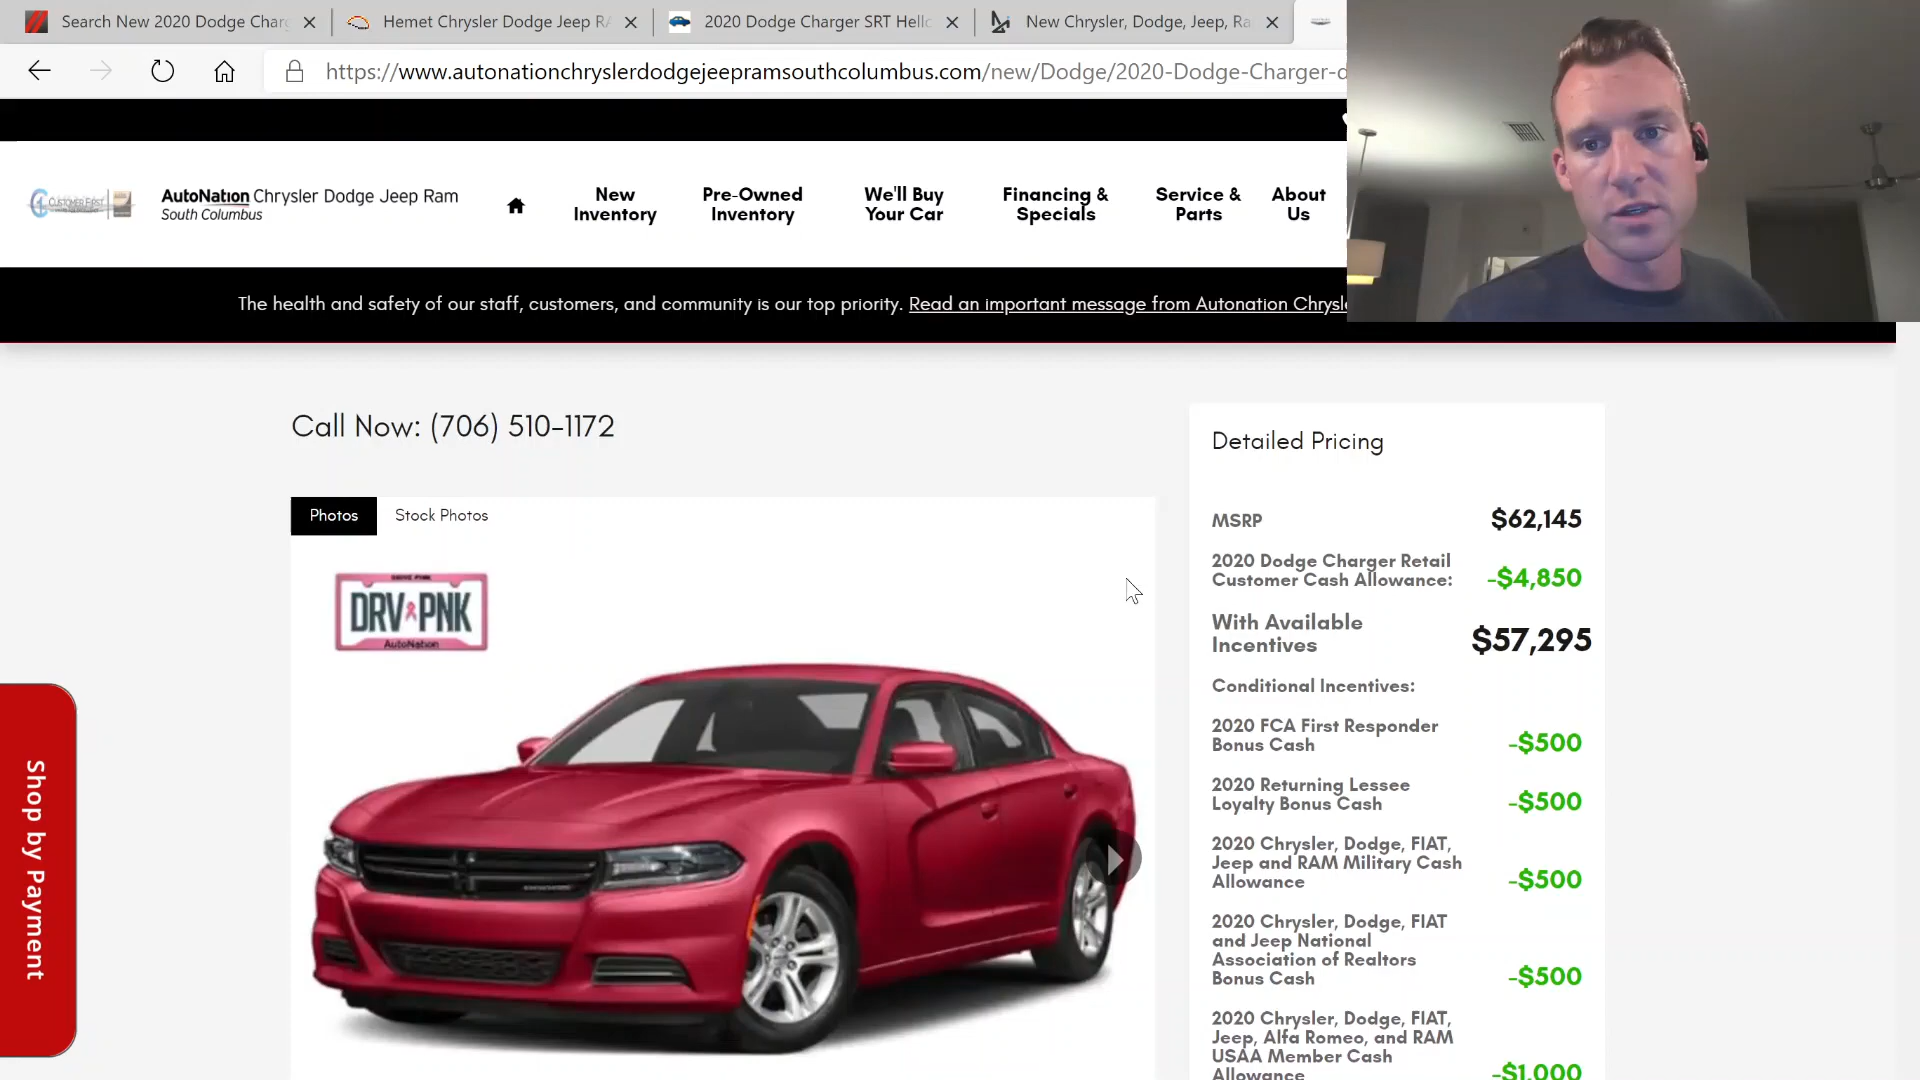 Search New 2020 Dodge Charg
Hemet Chrysler Dodge Jeep RA
2020 Dodge Charger SRT Hellc
New Chrysler, Dodge, Jeep, Ra
https://www.autonationchryslerdodgejeepramsouthcolumbus.com/new/Dodge/2020-Dodge-Charger-d
CUSTOMER FIRST
AutoNation Chrysler Dodge Jeep Ram
South Columbus
New
Inventory
Pre-Owned
Inventory
We'll Buy
Your Car
Financing &
Specials
Service &
Parts
About
Us
The health and safety of our staff, customers, and community is our top priority. Read an important message from Autonation Chrysle
Call Now: (706) 510-1172
Photos
Stock Photos
DRIVE PINK
DRV PNK
AutoNation
Shop by Payment
Detailed Pricing
MSRP $62,145
2020 Dodge Charger Retail
Customer Cash Allowance: -$4,850
With Available
Incentives $57,295
Conditional Incentives:
2020 FCA First Responder
Bonus Cash -$500
2020 Returning Lessee
Loyalty Bonus Cash -$500
2020 Chrysler, Dodge, FIAT,
Jeep and RAM Military Cash
Allowance -$500
2020 Chrysler, Dodge, FIAT
and Jeep National
Association of Realtors
Bonus Cash -$500
2020 Chrysler, Dodge, FIAT,
Jeep, Alfa Romeo, and RAM
USAA Member Cash
Allowance -$1,000